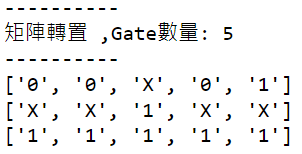 ----------
矩陣轉置 ,Gate數量: 5
----------
['0', '0', 'X', '0', '1']
['X', 'X', '1', 'X', 'X']
['1', '1', '1', '1', '1']